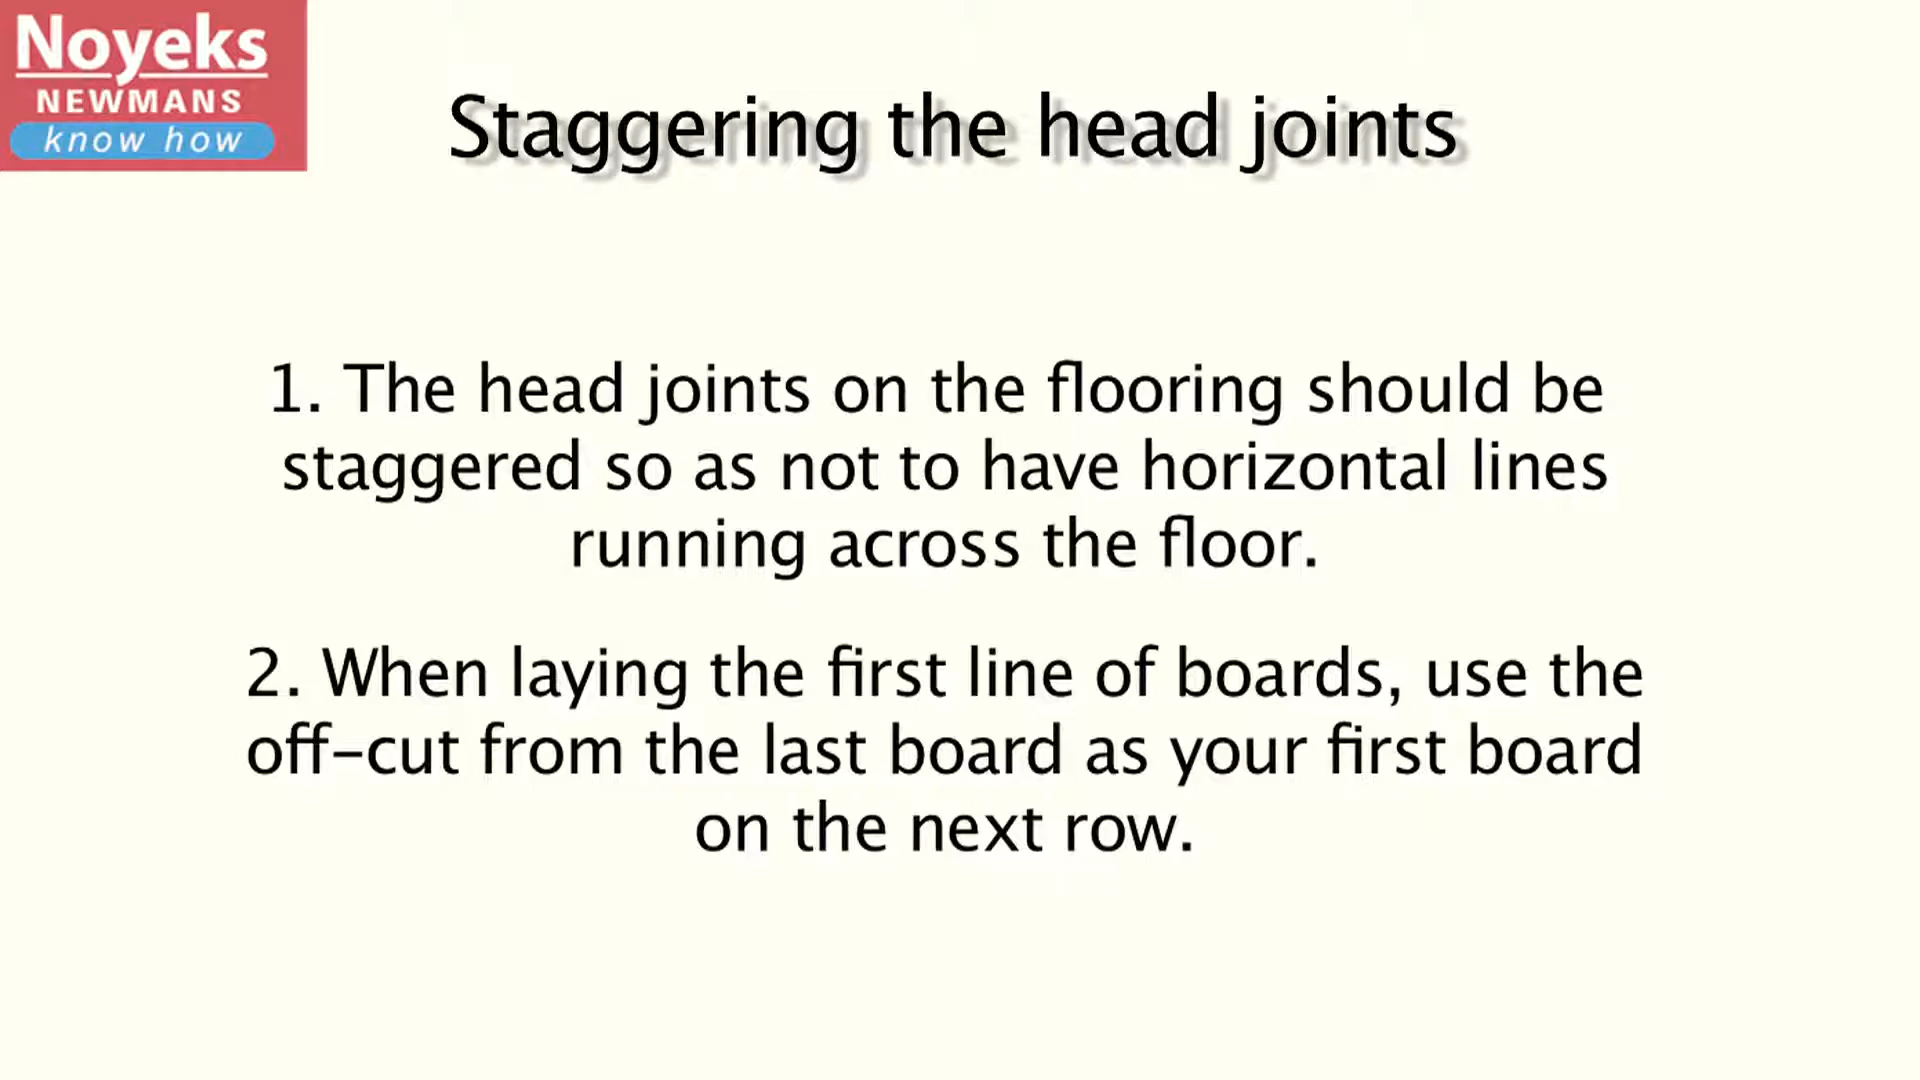 Noyeks
NEWMANS
know how
Staggering the head joints
1. The head joints on the flooring should be
staggered so as not to have horizontal lines
running across the floor.
2. When laying the first line of boards, use the
off-cut from the last board as your first board
on the next row.